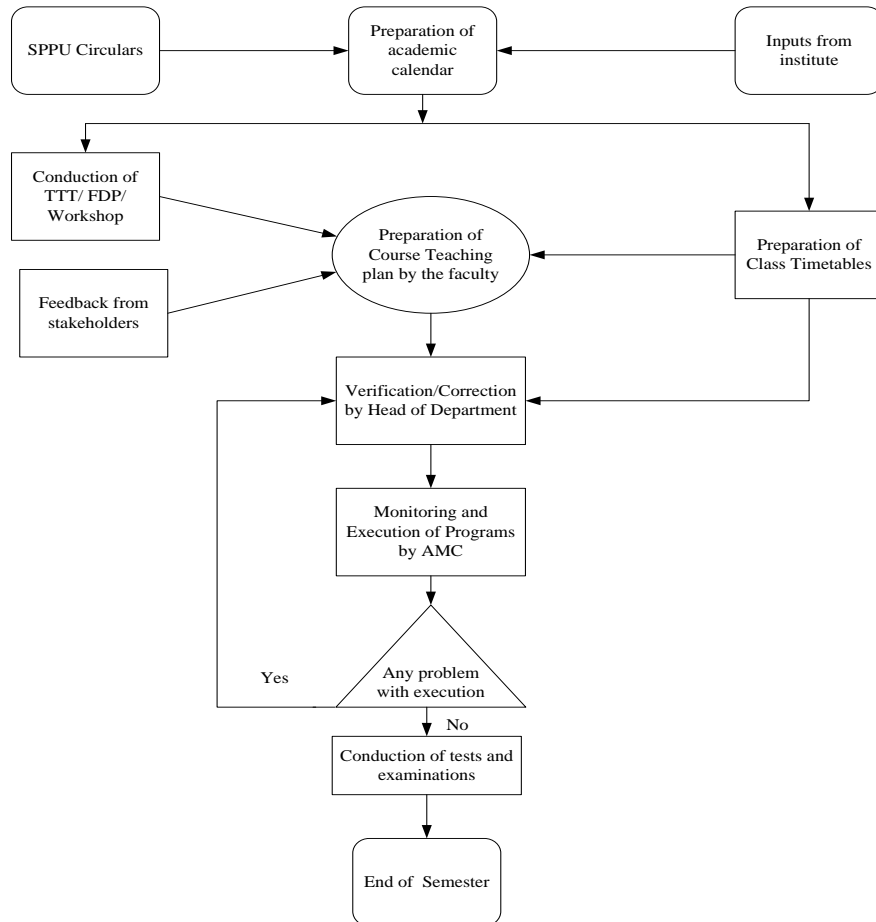 SPPU Circulars
Preparation of
academic
calendar
Inputs from
institute
Conduction of
TTT/ FDP/
Workshop
Preparation of
Course Teaching
plan by the faculty
Preparation of
Class Timetables
Feedback from
stakeholders
Verification/Correction
by Head of Department
Monitoring and
Execution of Programs
by AMC
Any problem
with execution
Yes
No
Conduction of tests and
examinations
End of Semester